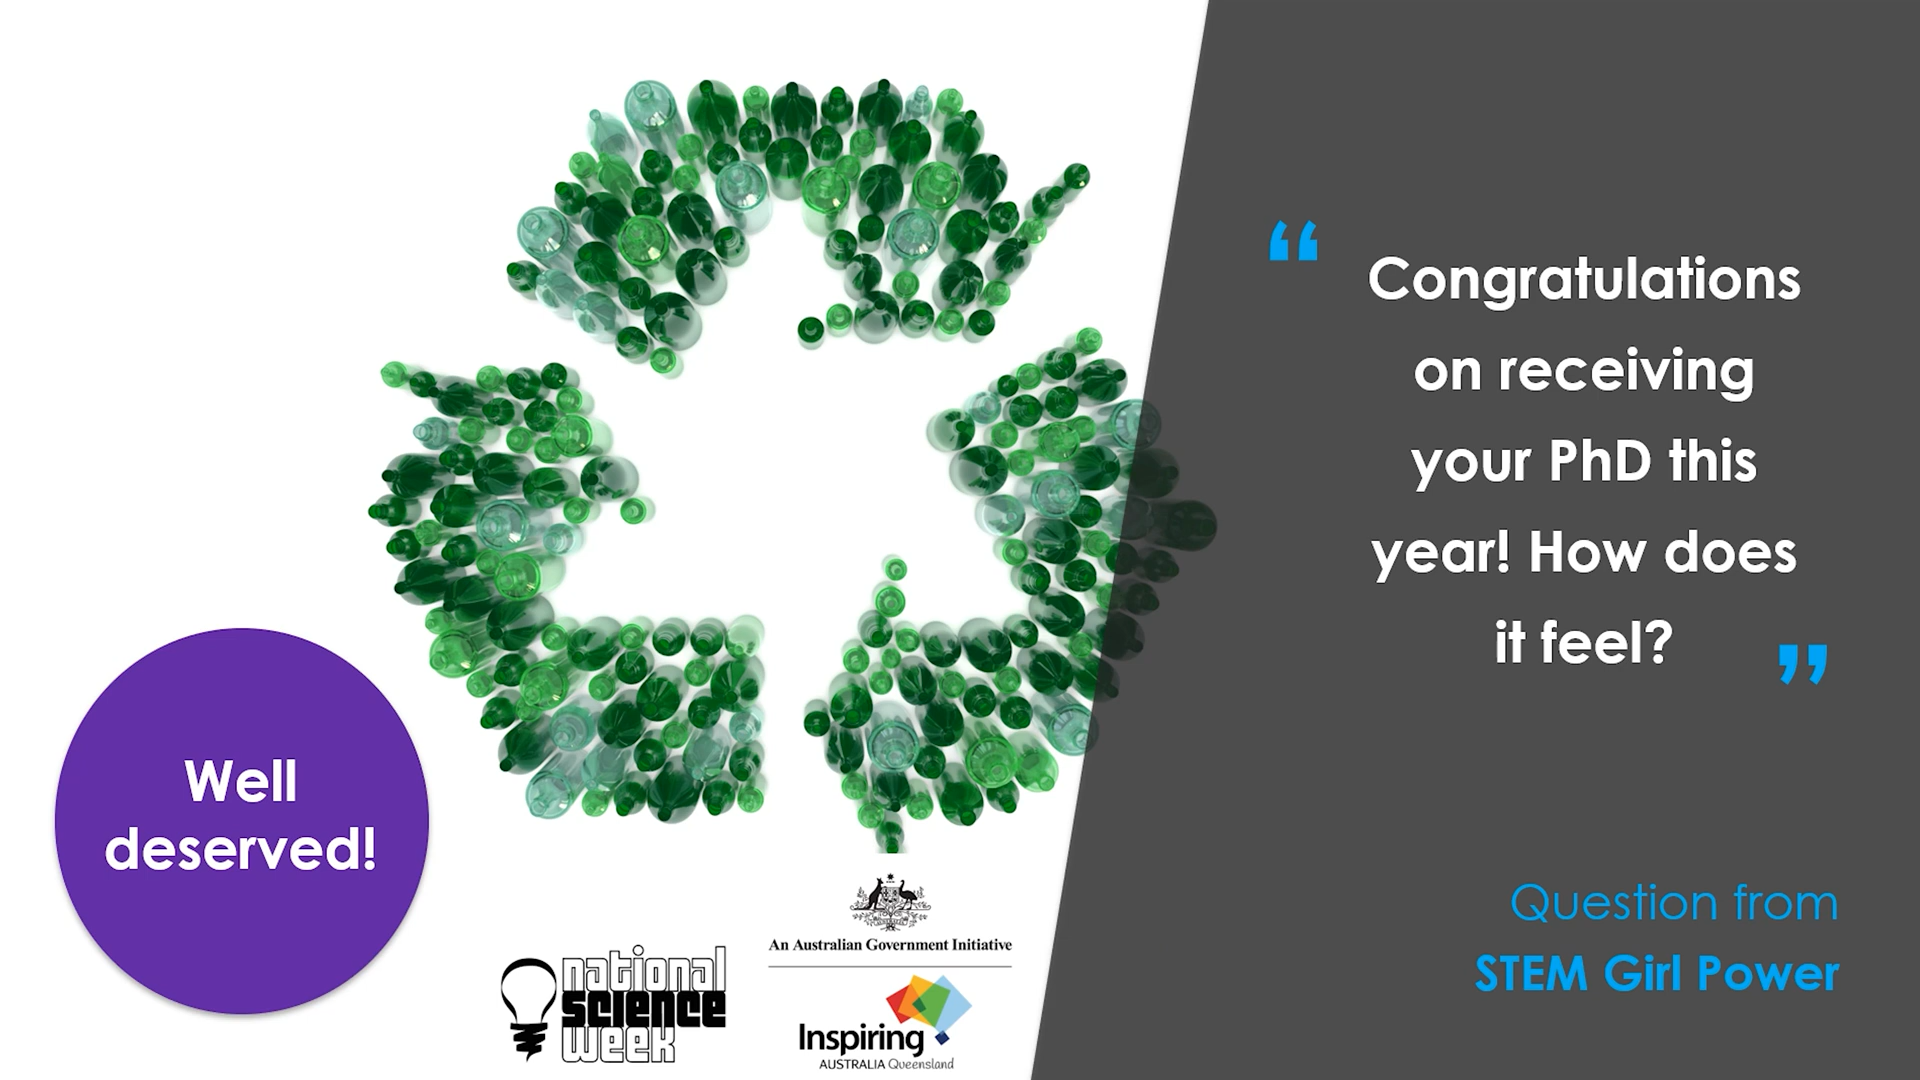 “
Congratulations
on receiving
your PhD this
year! How does
it feel?
”
Well
deserved!
Question from
STEM Girl Power
An Australian Government Initiative
national
science
week
Inspiring
AUSTRALIA Queensland